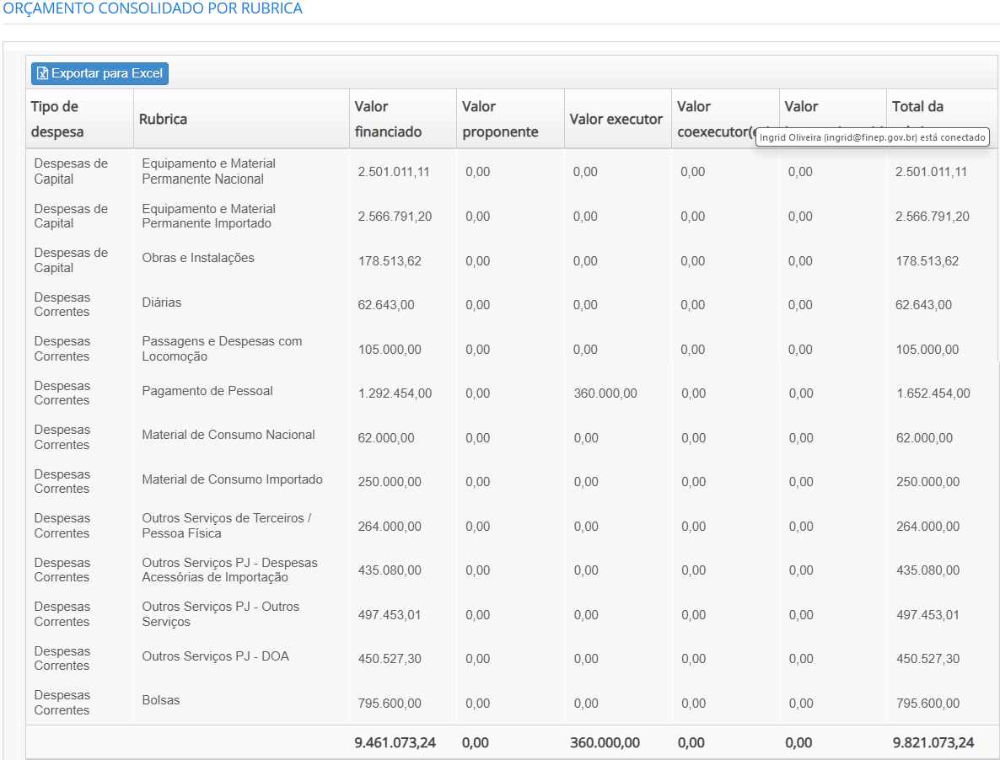 ORÇAMENTO CONSOLIDADO POR RUBRICA
Exportar para Excel
Tipo de despesa Rubrica Valor financiado Valor proponente Valor executor Valor Valor Total da
Ingrid Oliveira (ingrid@finep.gov.br) está conectado
Despesas de Capital Equipamento e Material Permanente Nacional 2.501.011,11 0,00 0,00 0,00 0,00 2.501.011,11
Despesas de Capital Equipamento e Material Permanente Importado 2.566.791,20 0,00 0,00 0,00 0,00 2.566.791,20
Despesas de Capital Obras e Instalações 178.513,62 0,00 0,00 0,00 0,00 178.513,62
Despesas Correntes Diárias 62.643,00 0,00 0,00 0,00 0,00 62.643,00
Despesas Correntes Passagens e Despesas com Locomoção 105.000,00 0,00 0,00 0,00 0,00 105.000,00
Despesas Correntes Pagamento de Pessoal 1.292.454,00 0,00 360.000,00 0,00 0,00 1.652.454,00
Despesas Correntes Material de Consumo Nacional 62.000,00 0,00 0,00 0,00 0,00 62.000,00
Despesas Correntes Material de Consumo Importado 250.000,00 0,00 0,00 0,00 0,00 250.000,00
Despesas Correntes Outros Serviços de Terceiros / Pessoa Física 264.000,00 0,00 0,00 0,00 0,00 264.000,00
Despesas Correntes Outros Serviços PJ - Despesas Acessórias de Importação 435.080,00 0,00 0,00 0,00 0,00 435.080,00
Despesas Correntes Outros Serviços PJ - Outros Serviços 497.453,01 0,00 0,00 0,00 0,00 497.453,01
Despesas Correntes Outros Serviços PJ - DOA 450.527,30 0,00 0,00 0,00 0,00 450.527,30
Despesas Correntes Bolsas 795.600,00 0,00 0,00 0,00 0,00 795.600,00
9.461.073,24 0,00 360.000,00 0,00 0,00 9.821.073,24